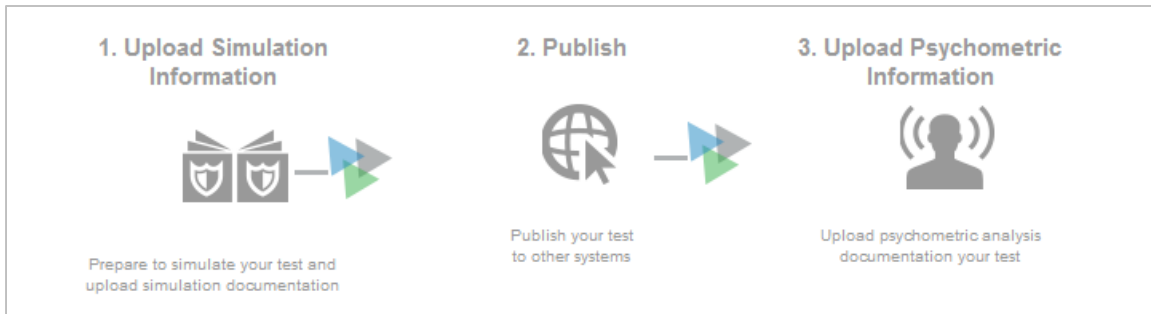 1. Upload Simulation
Information
Prepare to simulate your test and
upload simulation documentation
2. Publish
Publish your test
to other systems
3. Upload Psychometric
Information
Upload psychometric analysis
documentation your test